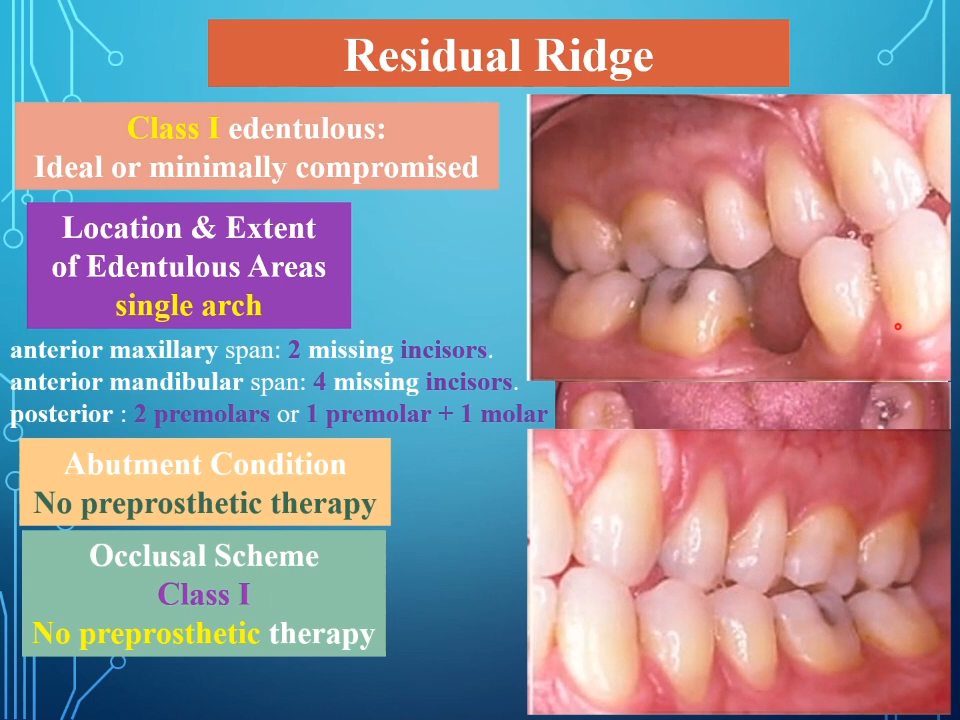 Residual Ridge
Class I edentulous:
Ideal or minimally compromised
Location & Extent
of Edentulous Areas
single arch
anterior maxillary span: 2 missing incisors.
anterior mandibular span: 4 missing incisors.
posterior : 2 premolars or 1 premolar + 1 molar
Abutment Condition
No preprosthetic therapy
Occlusal Scheme
Class I
No preprosthetic therapy